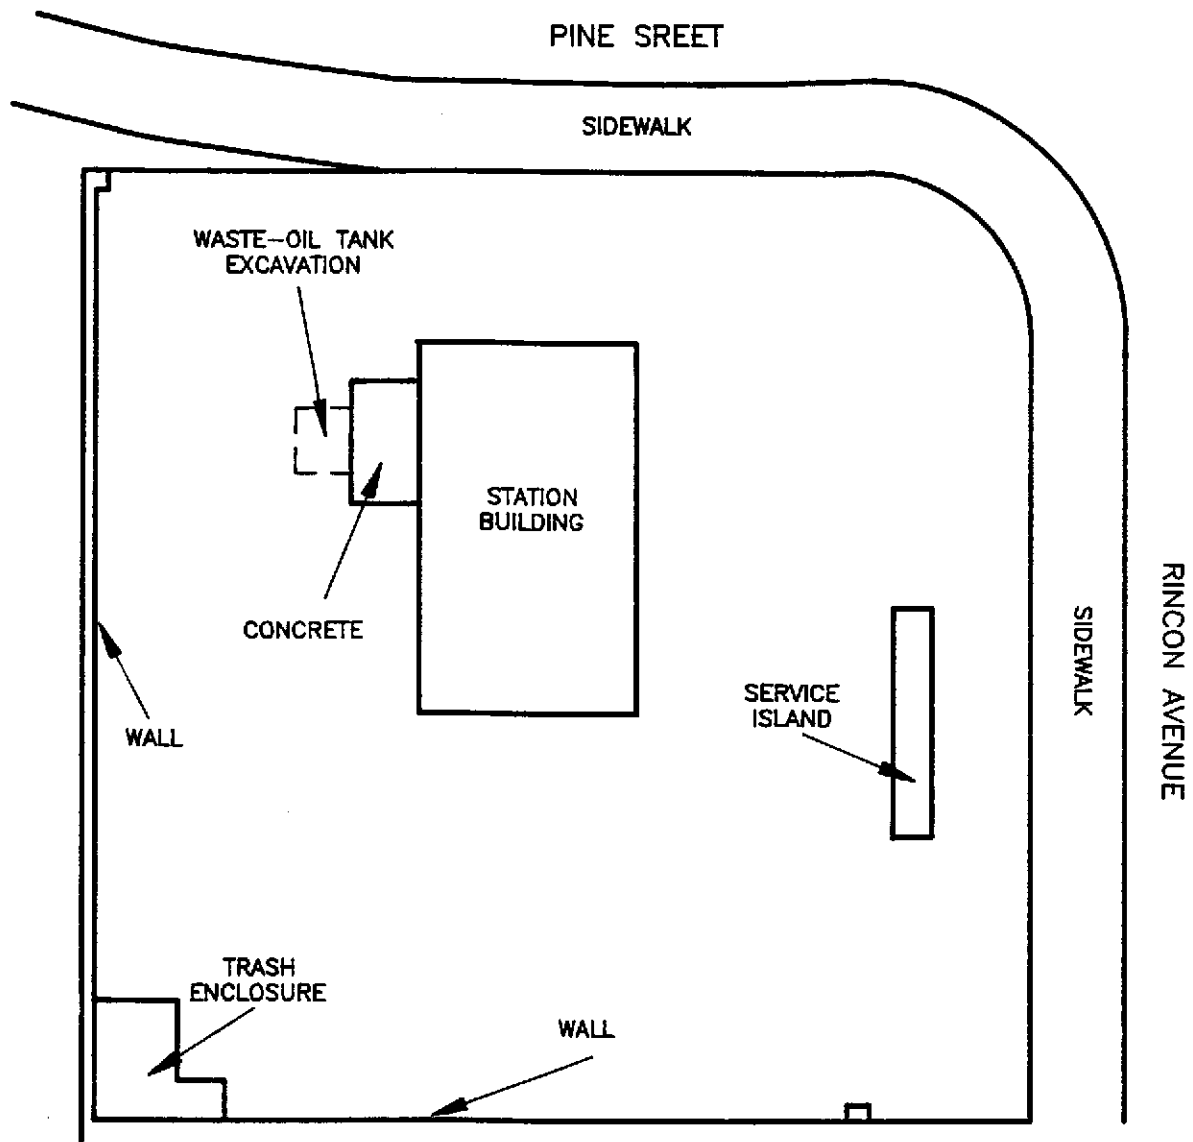 PINE SREET
SIDEWALK
WASTE-OIL TANK
EXCAVATION
STATION
BUILDING
CONCRETE
SIDEWALK
RINCON AVENUE
SERVICE
ISLAND
WALL
TRASH
ENCLOSURE
WALL